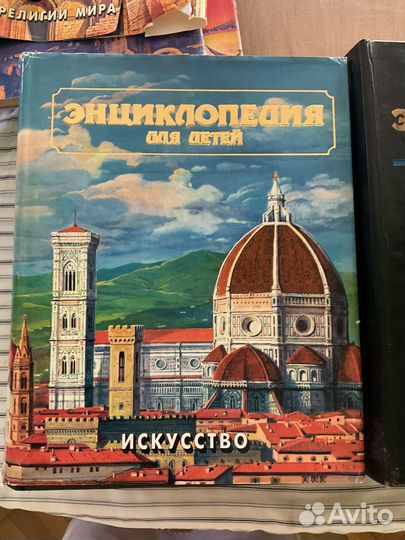 РЕЛИГИИ МИРА
ЭНЦИКЛОПЕДИЯ
ДЛЯ ДЕТЕЙ
ИСКУССТВО
Э
Avito